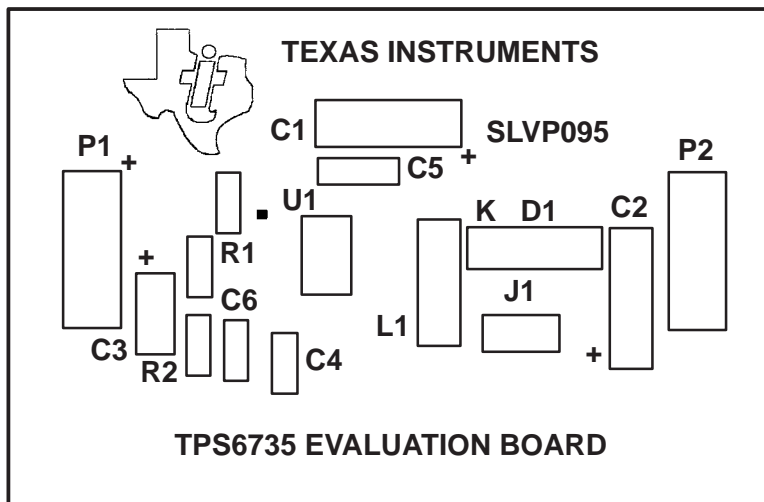 TEXAS INSTRUMENTS
C1 SLVP095
P1 + + P2
C5
U1 K D1 C2
R1
+
C6 J1
L1
C3 +
R2 C4
TPS6735 EVALUATION BOARD